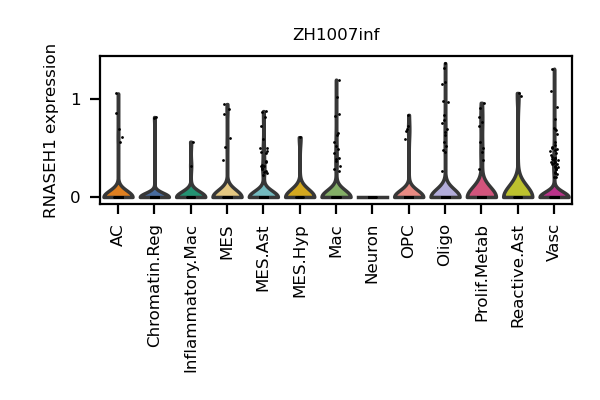 ZH1007inf
RNASEH1 expression
1
0
AC
Chromatin.Reg
Inflammatory.Mac
MES
MES.Ast
MES.Hyp
Mac
Neuron
OPC
Oligo
Prolif.Metab
Reactive.Ast
Vasc